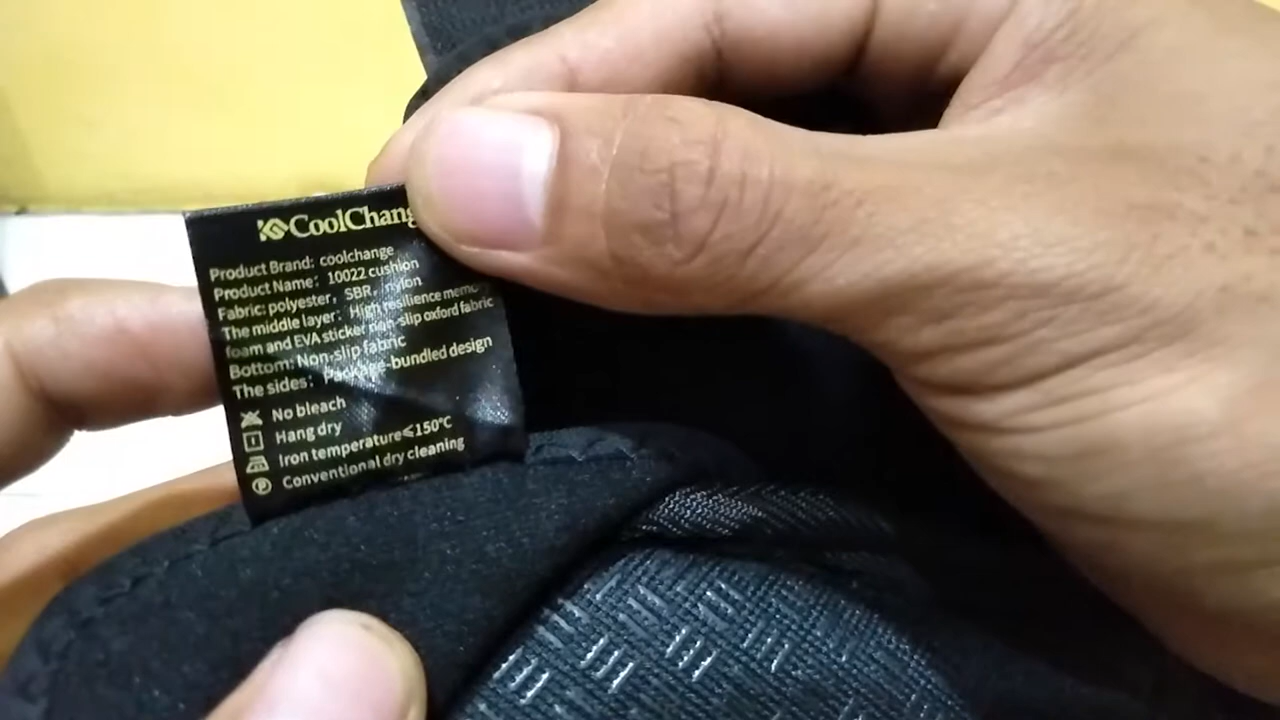 CoolChang
Product Brand: coolchange
Product Name: 10022 cushion
Fabric: polyester, SBR, nylon
The middle layer: High resilience memo
foam and EVA sticker non-slip oxford fabric
Bottom: Non-slip fabric
The sides: Package-bundled design
No bleach
Hang dry
Iron temperature≤150℃
P Conventional dry cleaning